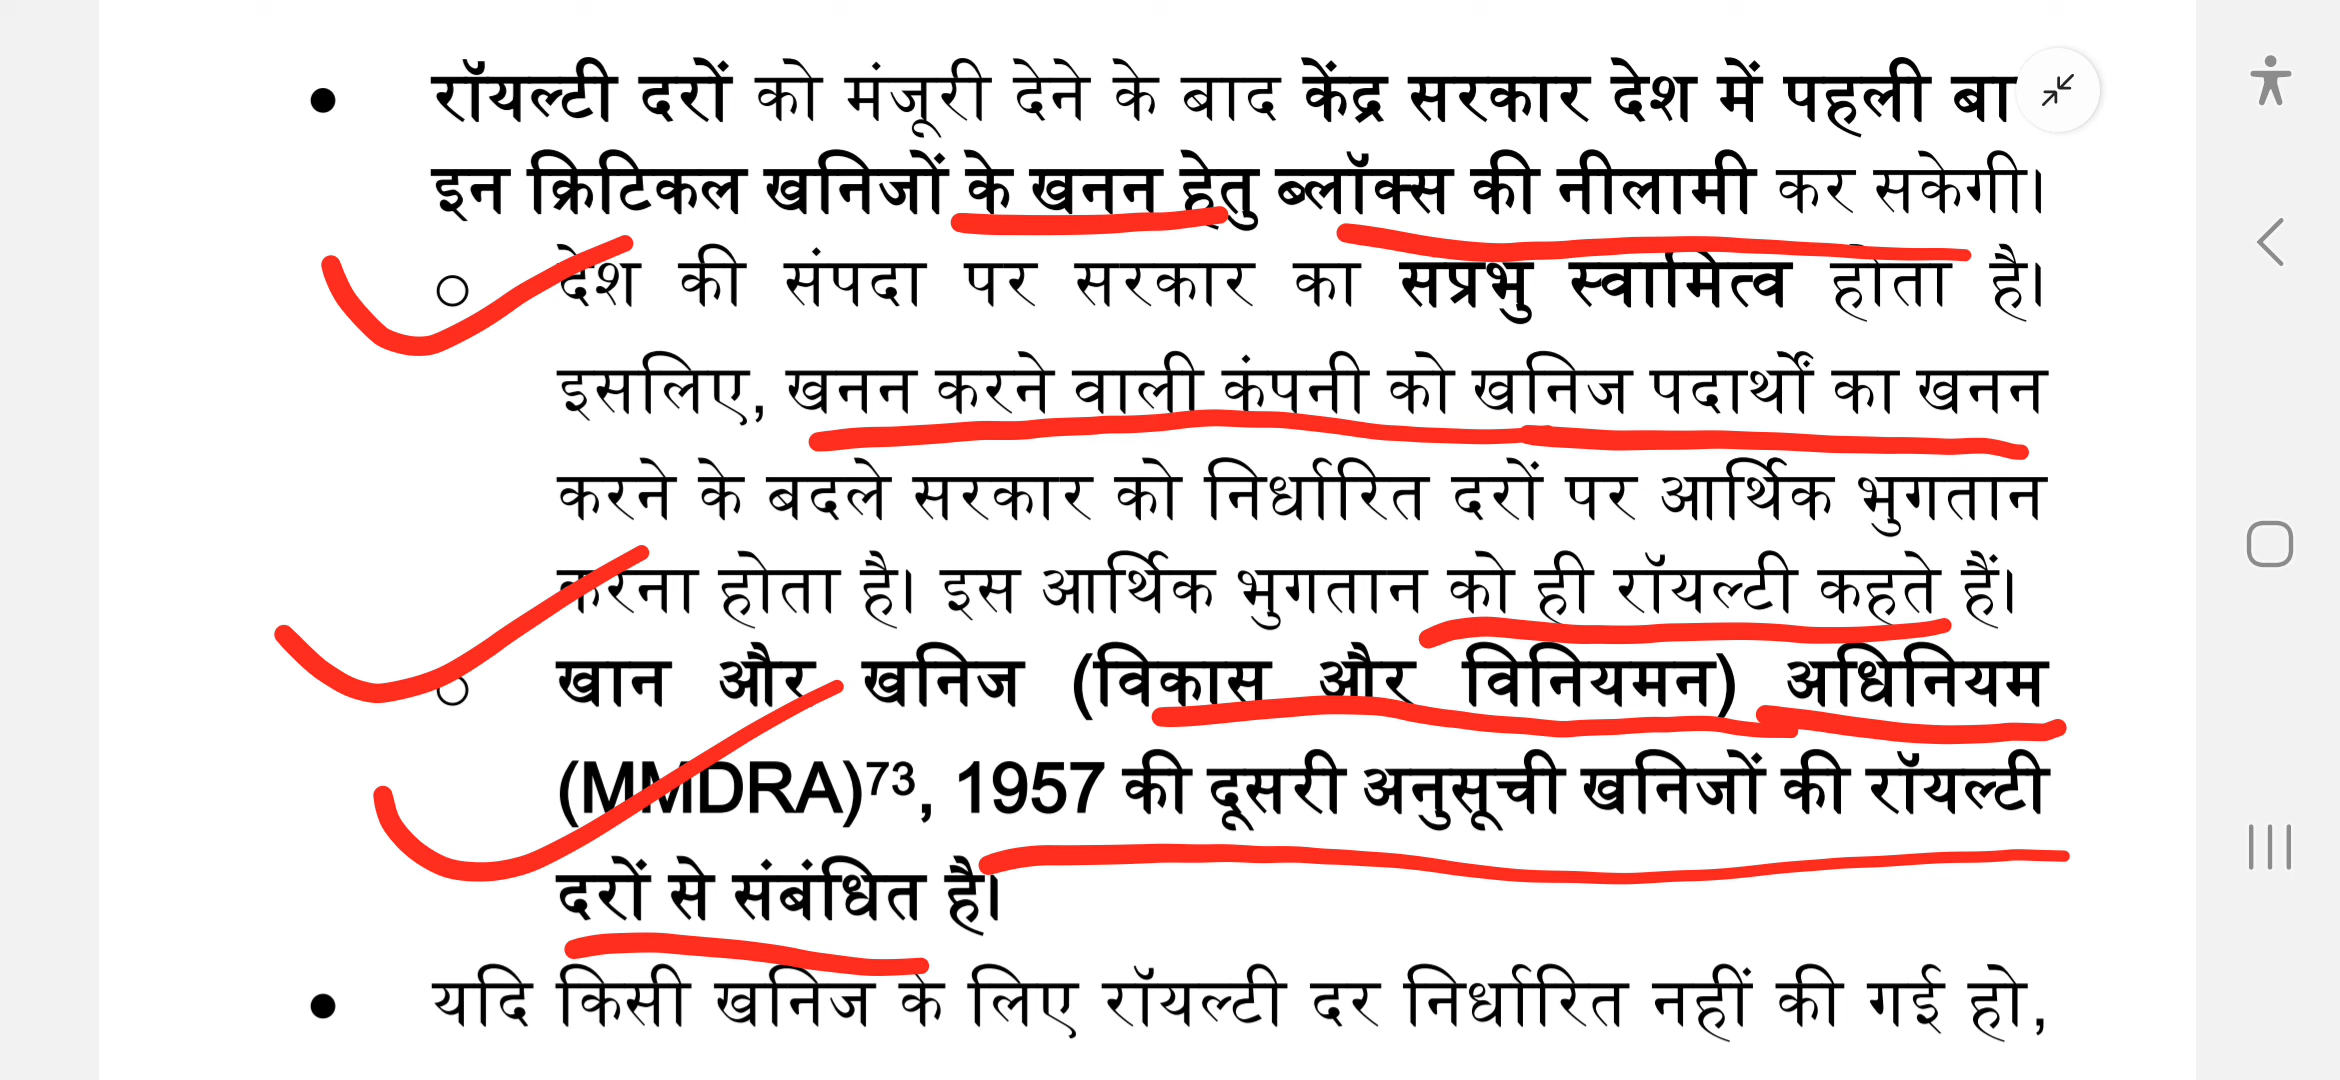 • रॉयल्टी दरों को मंजूरी देने के बाद केंद्र सरकार देश में पहली बा
इन क्रिटिकल खनिजों के खनन हेतु ब्लॉक्स की नीलामी कर सकेगी।
○ देश की संपदा पर सरकार का सप्रभु स्वामित्व होता है।
इसलिए, खनन करने वाली कंपनी को खनिज पदार्थों का खनन
करने के बदले सरकार को निर्धारित दरों पर आर्थिक भुगतान
करना होता है। इस आर्थिक भुगतान को ही रॉयल्टी कहते हैं।
○ खान और खनिज (विकास और विनियमन) अधिनियम
(MMDRA)73, 1957 की दूसरी अनुसूची खनिजों की रॉयल्टी
दरों से संबंधित है।
• यदि किसी खनिज के लिए रॉयल्टी दर निर्धारित नहीं की गई हो,